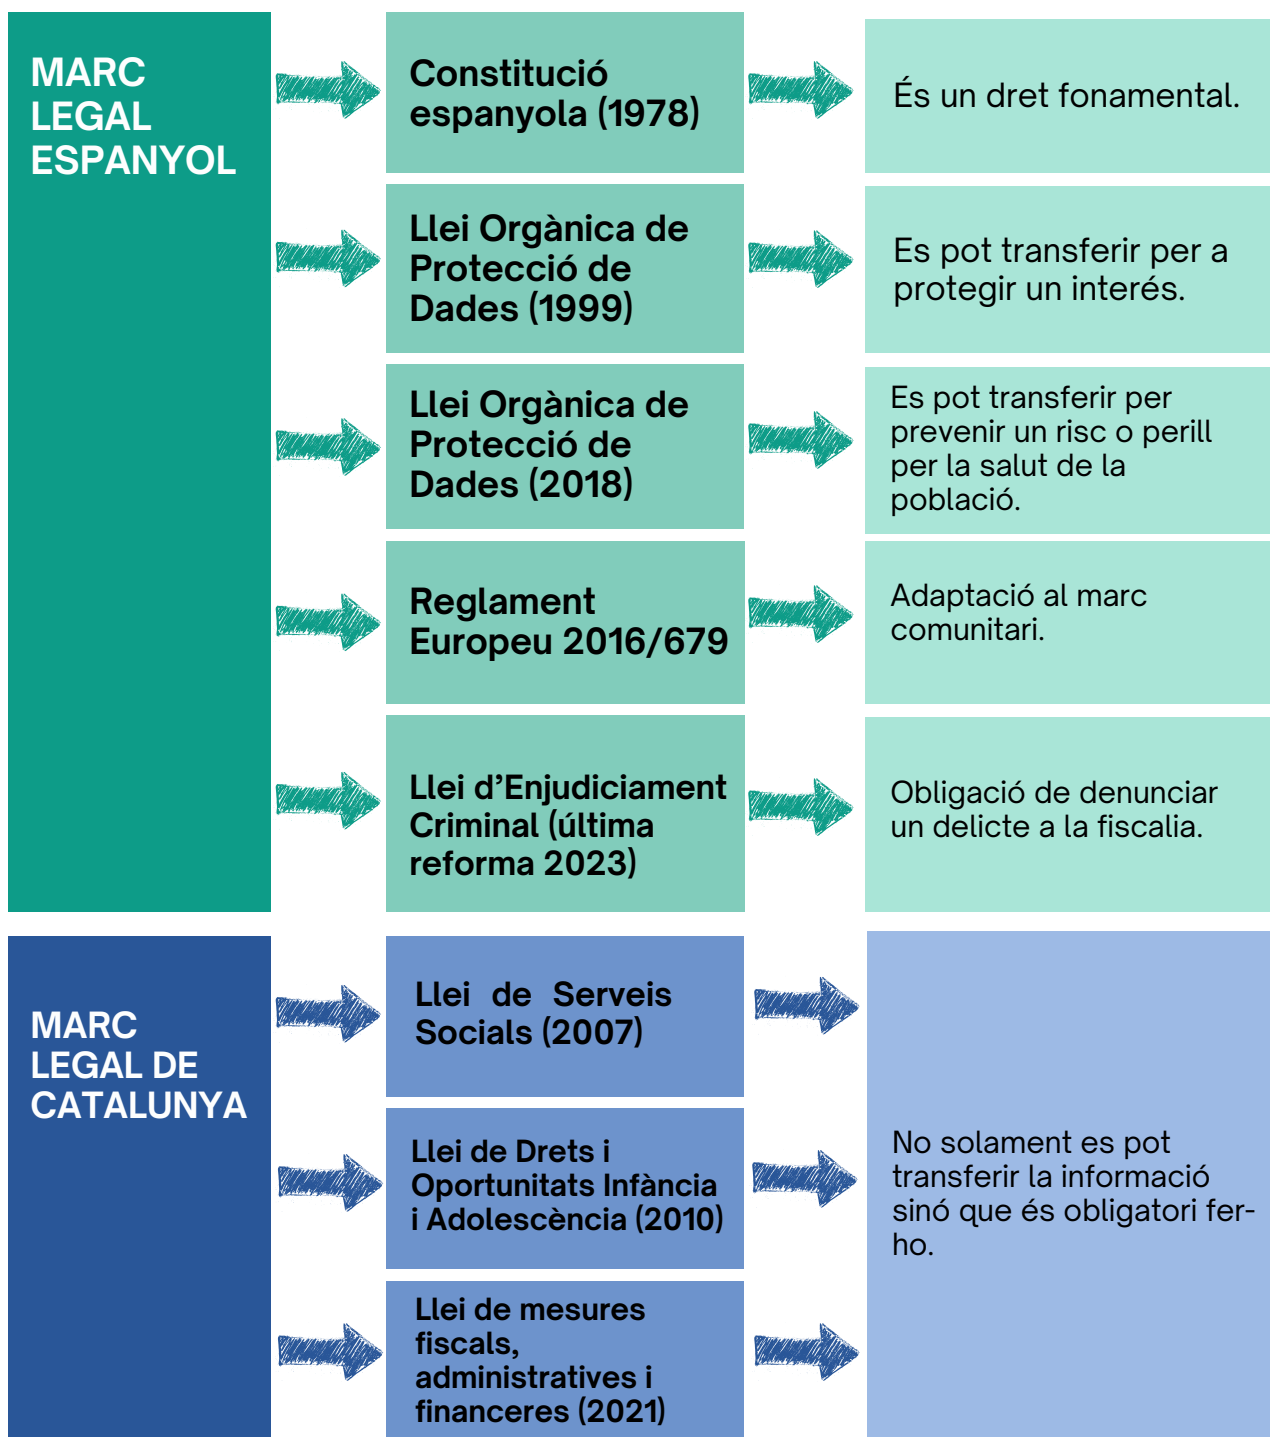 MARC
LEGAL
ESPANYOL
Constitució
espanyola (1978)
És un dret fonamental.
Llei Orgànica de
Protecció de
Dades (1999)
Es pot transferir per a
protegir un interés.
Llei Orgànica de
Protecció de
Dades (2018)
Es pot transferir per
prevenir un risc o perill
per la salut de la
població.
Reglament
Europeu 2016/679
Adaptació al marc
comunitari.
Llei d’Enjudiciament
Criminal (última
reforma 2023)
Obligació de denunciar
un delicte a la fiscalia.
MARC
LEGAL DE
CATALUNYA
Llei de Serveis
Socials (2007)
Llei de Drets i
Oportunitats Infància
i Adolescència (2010)
Llei de mesures
fiscals,
administratives i
financeres (2021)
No solament es pot
transferir la informació
sinó que és obligatori fer-
ho.